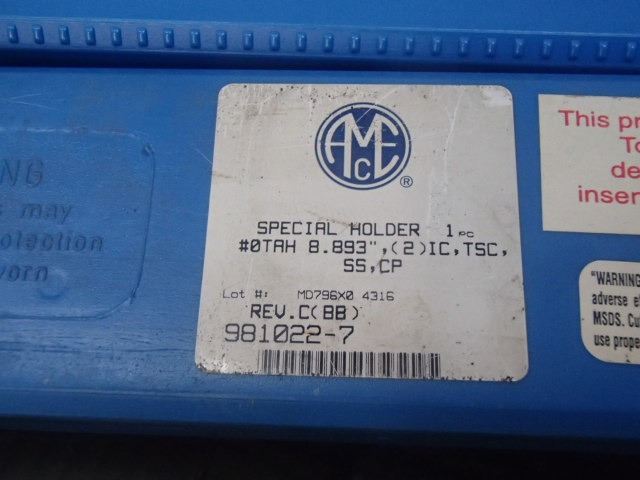 NG
may
otection
worn
AMEC®
SPECIAL HOLDER 1PC
#0TAH 8.893",(2)IC,TSC,
SS,CP
Lot #: MD796X0 4316
REV.C(BB)
981022-7
This pr
To
de
inser
"WARNING
adverse e
MSDS. Cu
use prope